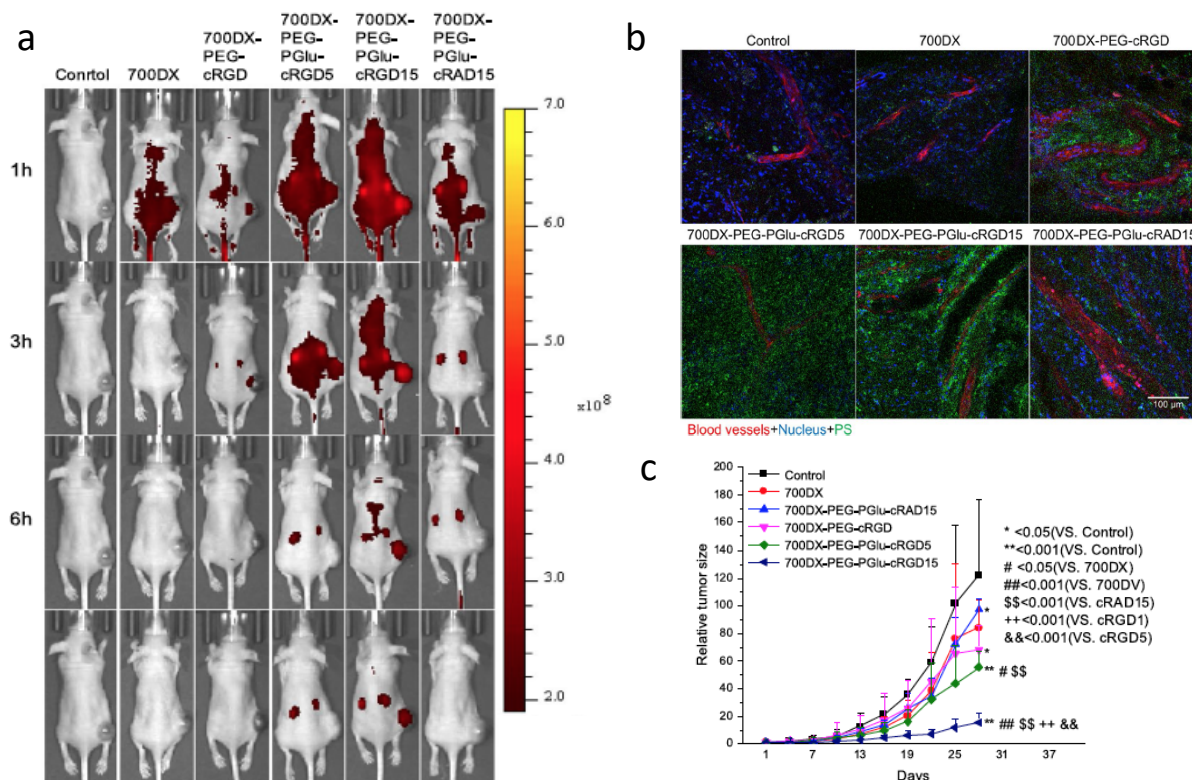 a
Conrtol
700DX
700DX-
PEG-
cRGD
700DX-
PEG-
PGlu-
cRGD5
700DX-
PEG-
PGlu-
cRGD15
700DX-
PEG-
PGlu-
cRAD15
1h
3h
6h
7.0
6.0
5.0
x10^8
4.0
3.0
2.0
b
Control
700DX
700DX-PEG-cRGD
700DX-PEG-PGlu-cRGD5
700DX-PEG-PGlu-cRGD15
700DX-PEG-PGlu-cRAD15
100 μm
Blood vessels+Nucleus+PS
c
Relative tumor size
200
180
160
140
120
100
80
60
40
20
0
Control
700DX
700DX-PEG-PGlu-cRAD15
700DX-PEG-cRGD
700DX-PEG-PGlu-cRGD5
700DX-PEG-PGlu-cRGD15
* <0.05(VS. Control)
**<0.001(VS. Control)
# <0.05(VS. 700DX)
##<0.001(VS. 700DV)
$$<0.001(VS. cRAD15)
++<0.001(VS. cRGD1)
&&<0.001(VS. cRGD5)
*
*
** # $$
** ## $$ ++ &&
1 7 13 19 25 31 37
Days